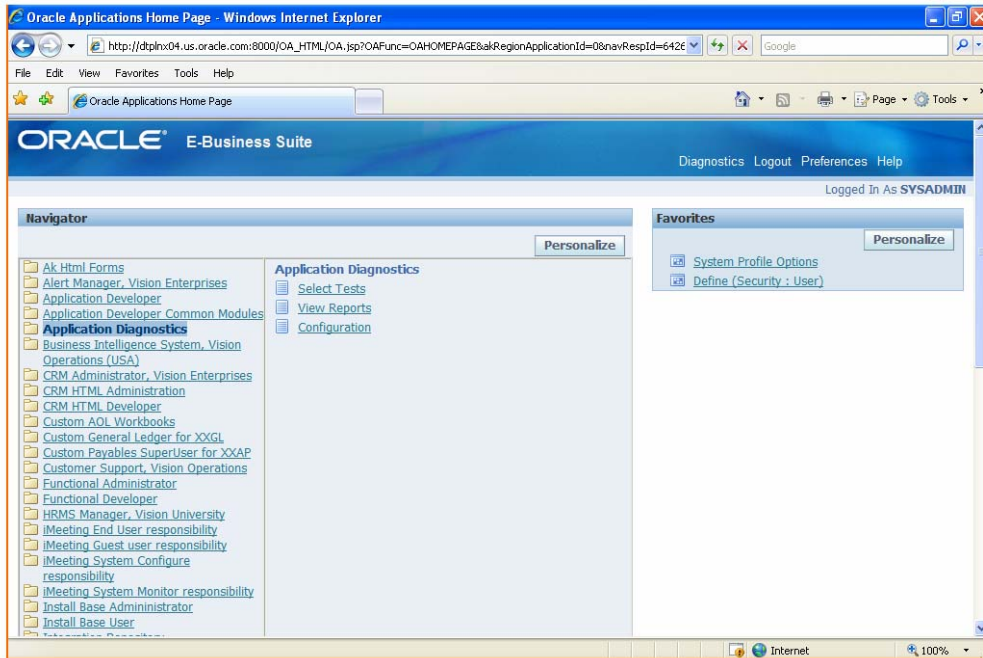 Oracle Applications Home Page - Windows Internet Explorer
http://dtplnx04.us.oracle.com:8000/OA_HTML/OA.jsp?OAFunc=OAHOMEPAGE&akRegionApplicationId=0&navRespId=6426
Google
File Edit View Favorites Tools Help
Oracle Applications Home Page
Page Tools
ORACLE® E-Business Suite
Diagnostics Logout Preferences Help
Logged In As SYSADMIN
Navigator
Personalize
Ak Html Forms
Alert Manager, Vision Enterprises
Application Developer
Application Developer Common Modules
Application Diagnostics
Business Intelligence System, Vision
Operations (USA)
CRM Administrator, Vision Enterprises
CRM HTML Administration
CRM HTML Developer
Custom AOL Workbooks
Custom General Ledger for XXGL
Custom Payables SuperUser for XXAP
Customer Support, Vision Operations
Functional Administrator
Functional Developer
HRMS Manager, Vision University
iMeeting End User responsibility
iMeeting Guest user responsibility
iMeeting System Configure
responsibility
iMeeting System Monitor responsibility
Install Base Admininistrator
Install Base User
Application Diagnostics
Select Tests
View Reports
Configuration
Favorites
Personalize
System Profile Options
Define (Security : User)
Internet
100%